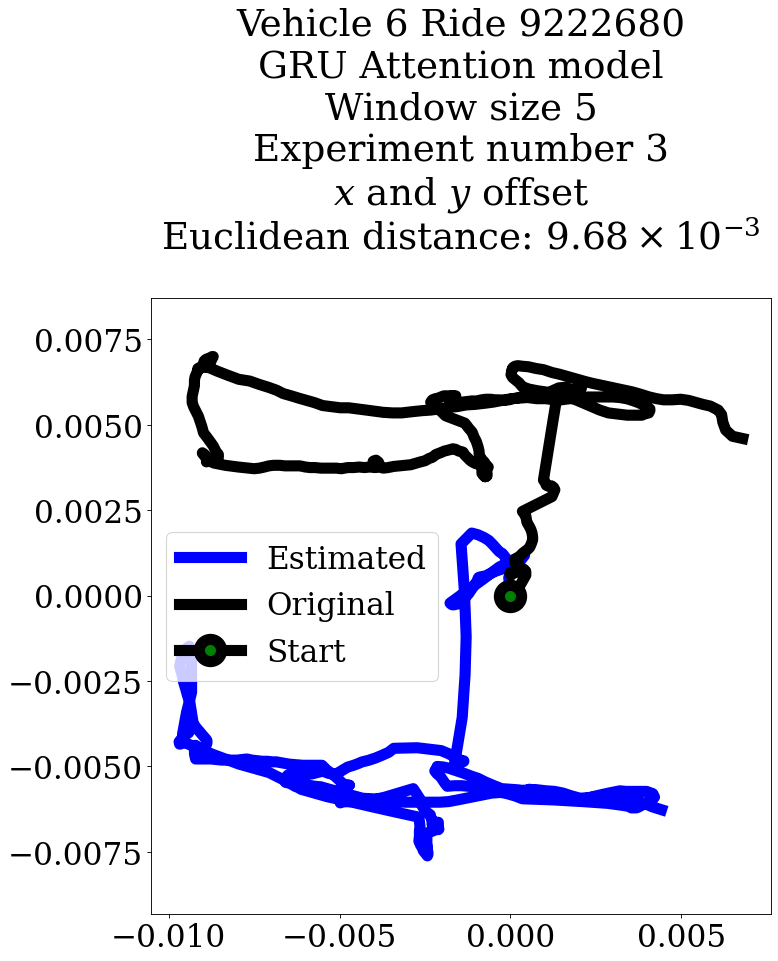 Vehicle 6 Ride 9222680
GRU Attention model
Window size 5
Experiment number 3
x and y offset
Euclidean distance: 9.68 × 10⁻³
0.0075
0.0050
0.0025
0.0000
−0.0025
−0.0050
−0.0075
Estimated
Original
Start
−0.010 −0.005 0.000 0.005